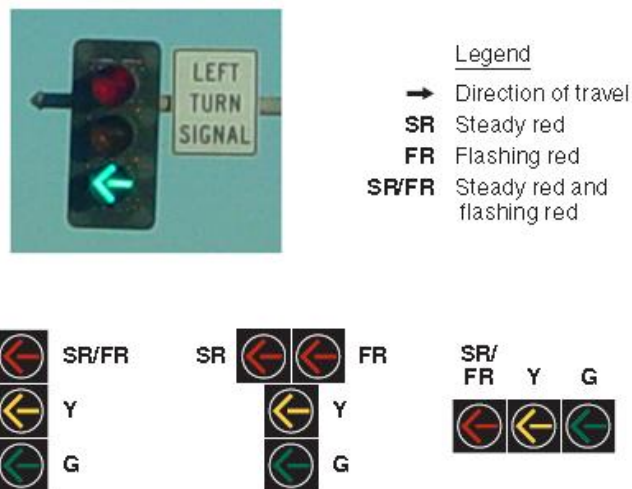 LEFT
TURN
SIGNAL
Legend
Direction of travel
SR Steady red
FR Flashing red
SR/FR Steady red and
flashing red
SR/FR
Y
G
SR FR
Y
G
SR/
FR Y G